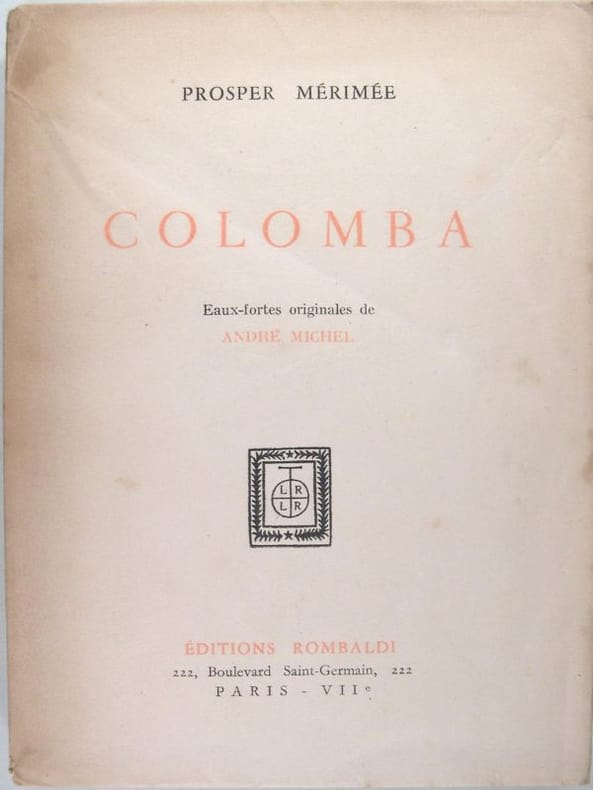 PROSPER MÉRIMÉE
COLOMBA
Eaux-fortes originales de
ANDRÉ MICHEL
L R
L R
ÉDITIONS ROMBALDI
222, Boulevard Saint-Germain, 222
PARIS - VIIe